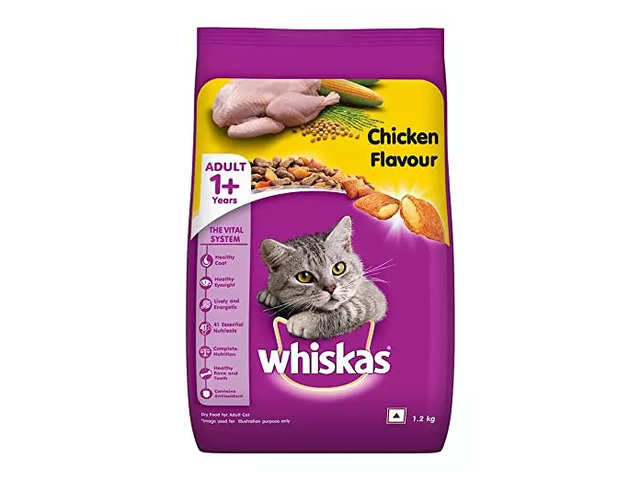 Chicken
Flavour
ADULT
1+
Years
THE VITAL
SYSTEM
Healthy
Coat
Healthy
Eyesight
Lively and
Energetic
41 Essential
Nutrients
Complete
Nutrition
Healthy
Bone and
Teeth
Contains
Antioxidant
whiskas
Dry Food for Adult Cat
*Image used for illustration purpose only
1.2 kg